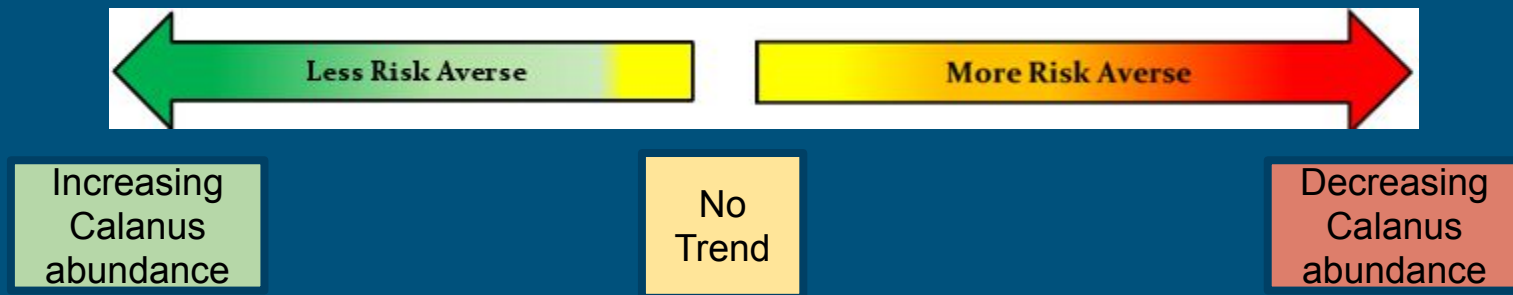 Less Risk Averse
More Risk Averse
Increasing
Calanus
abundance
No
Trend
Decreasing
Calanus
abundance